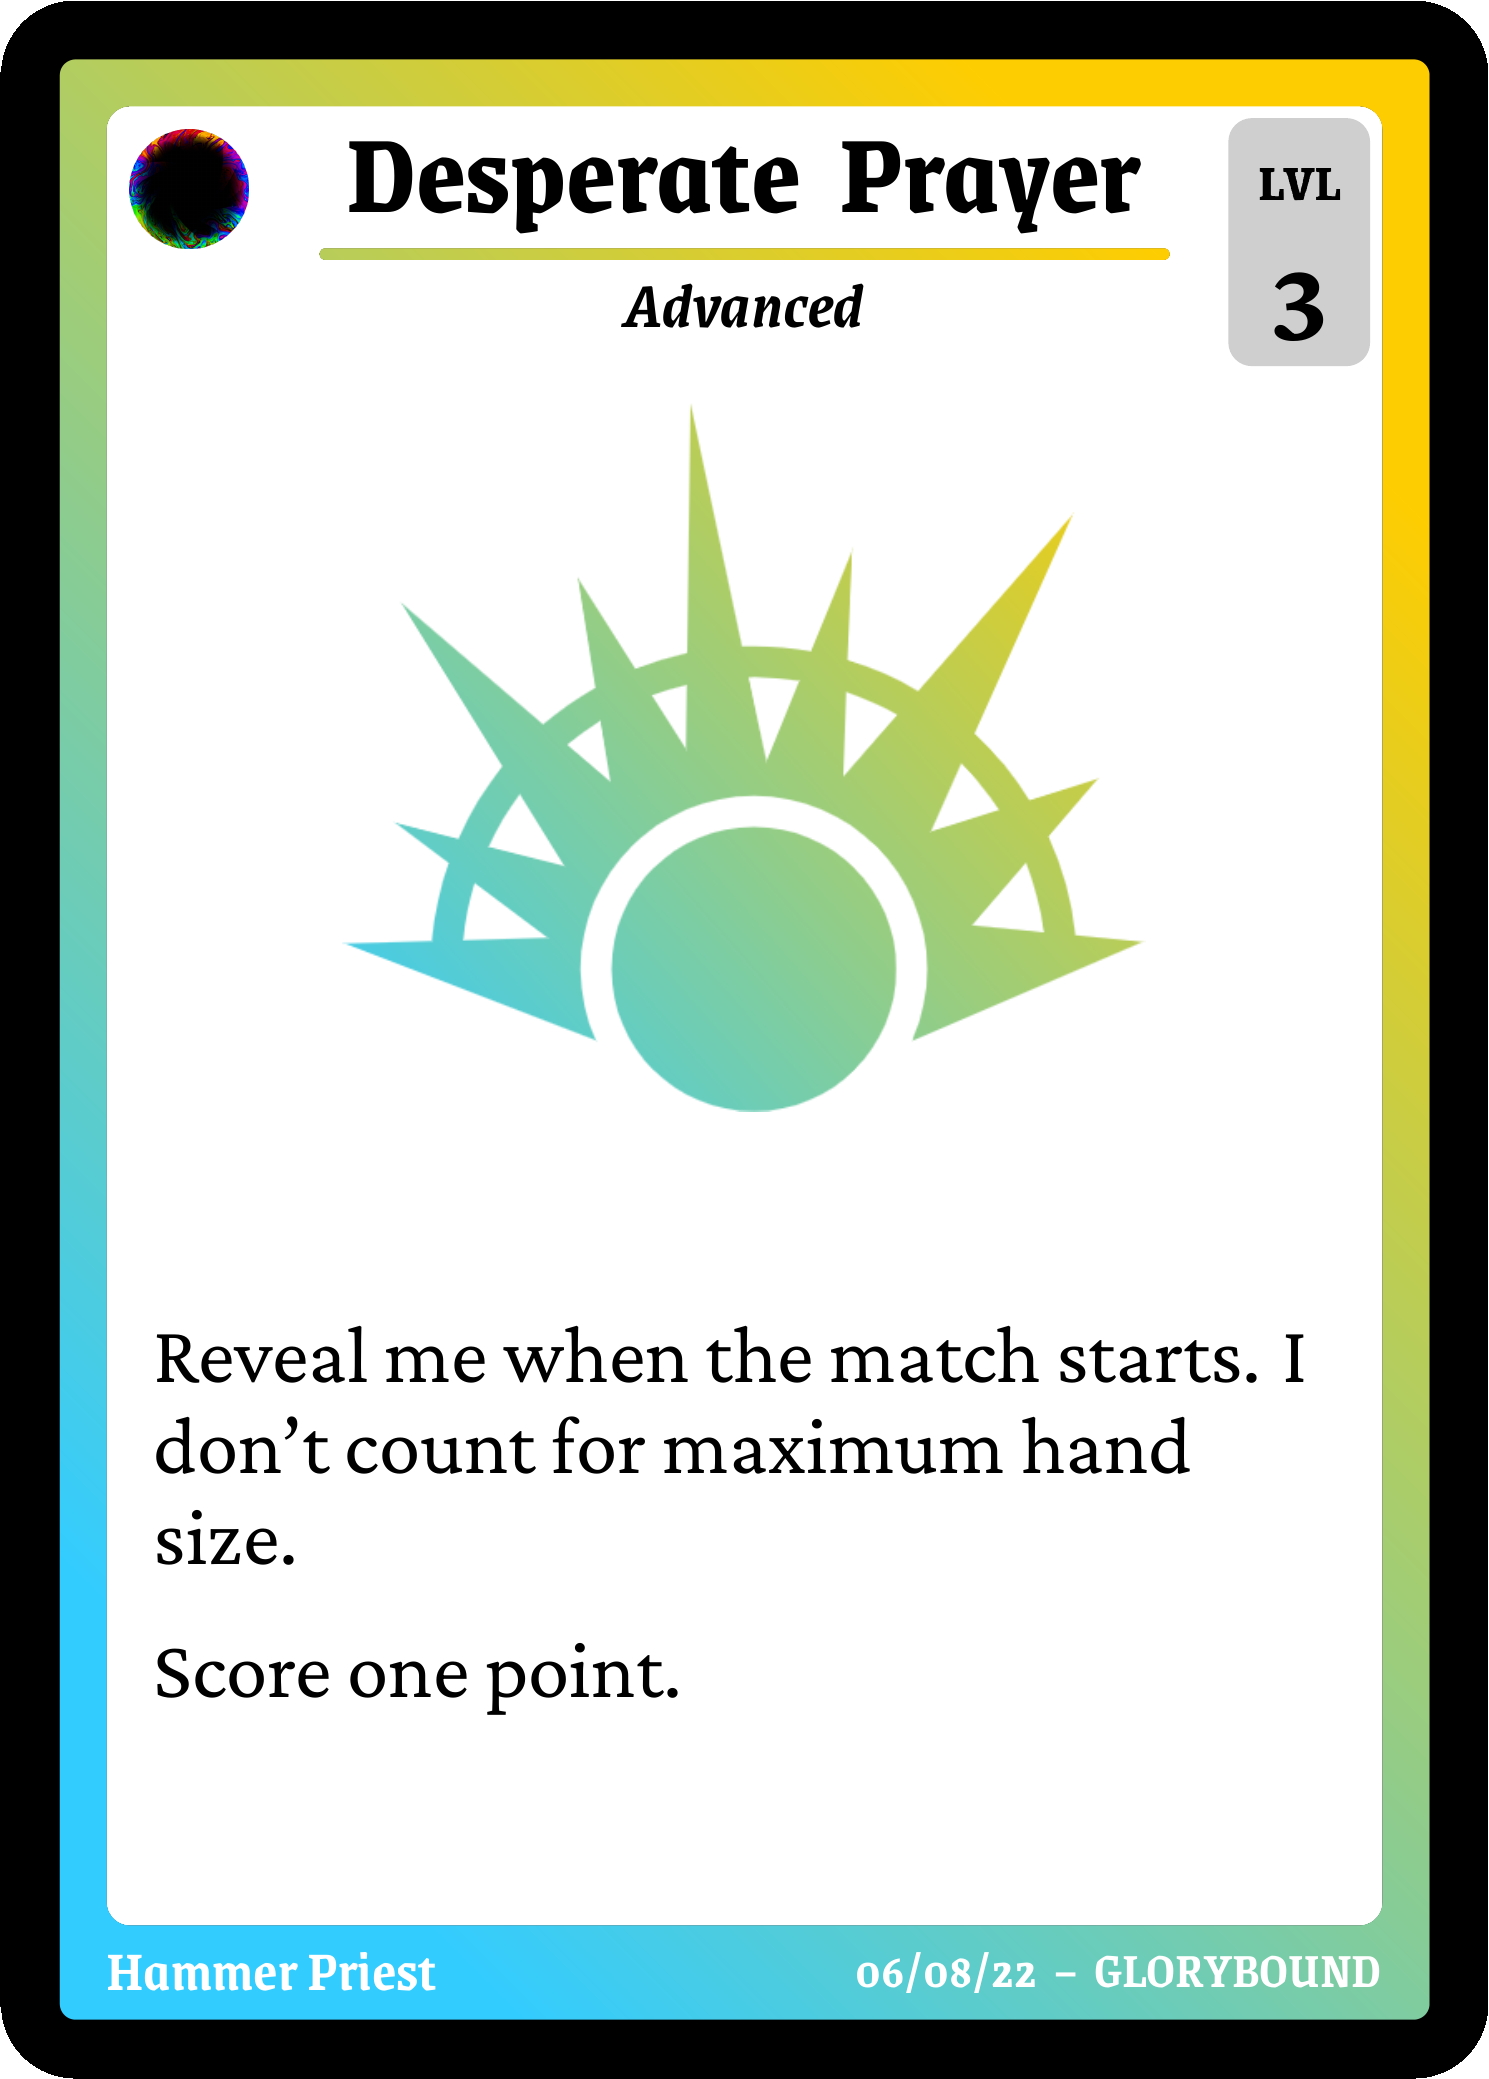 Desperate Prayer
LVL
3
Advanced
Reveal me when the match starts. I
don’t count for maximum hand
size.
Score one point.
Hammer Priest
06/08/22 – GLORYBOUND